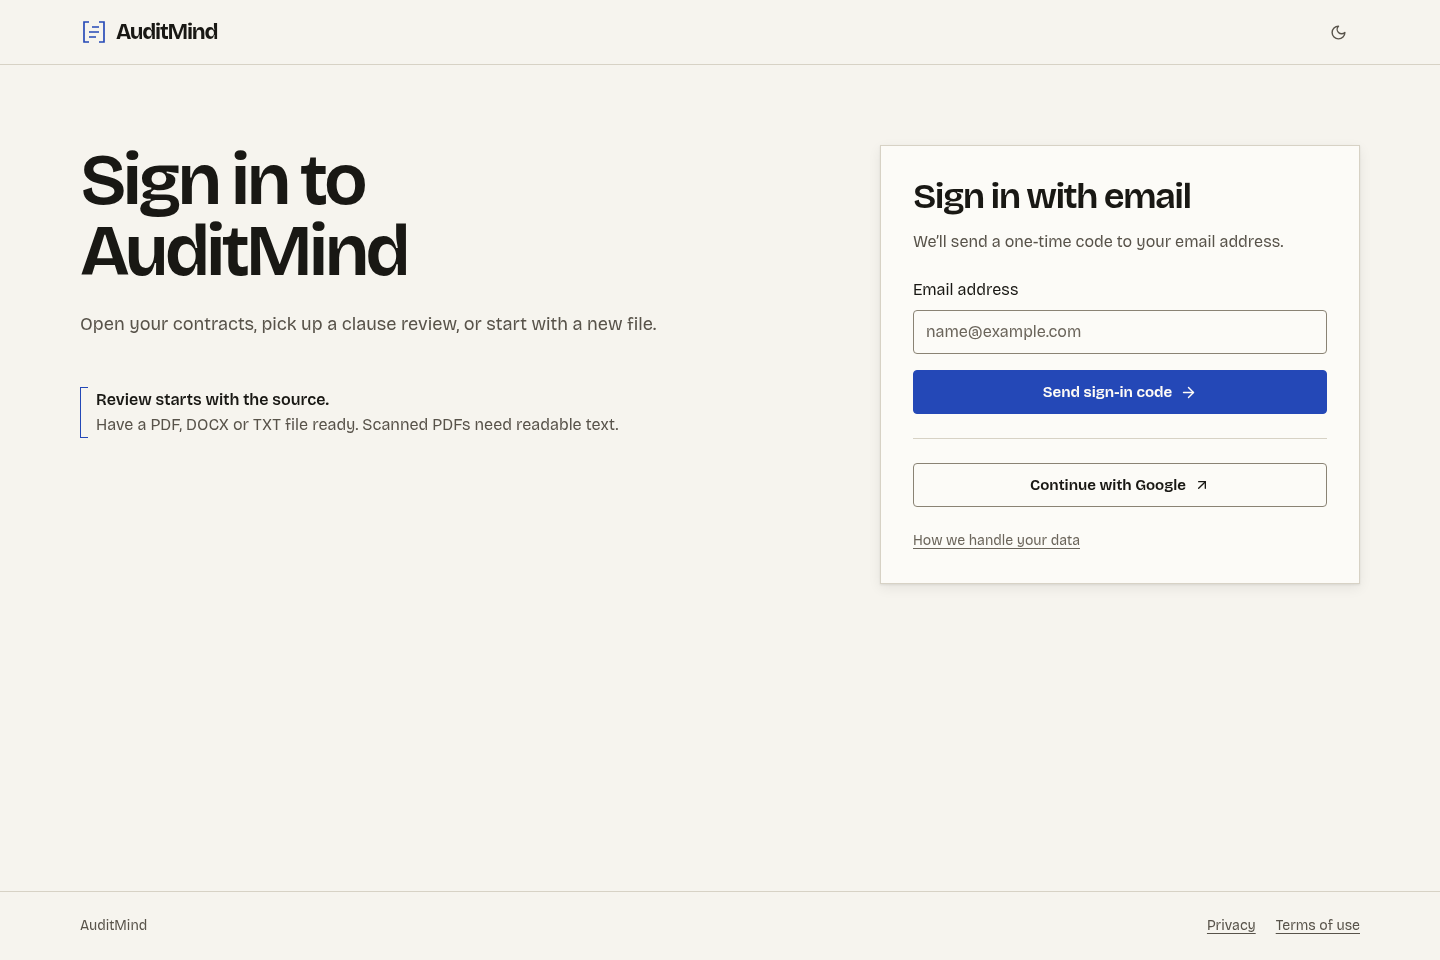 AuditMind
Sign in to
AuditMind
Open your contracts, pick up a clause review, or start with a new file.
Review starts with the source.
Have a PDF, DOCX or TXT file ready. Scanned PDFs need readable text.
Sign in with email
We’ll send a one-time code to your email address.
Email address
name@example.com
Send sign-in code
Continue with Google
How we handle your data
AuditMind
Privacy
Terms of use